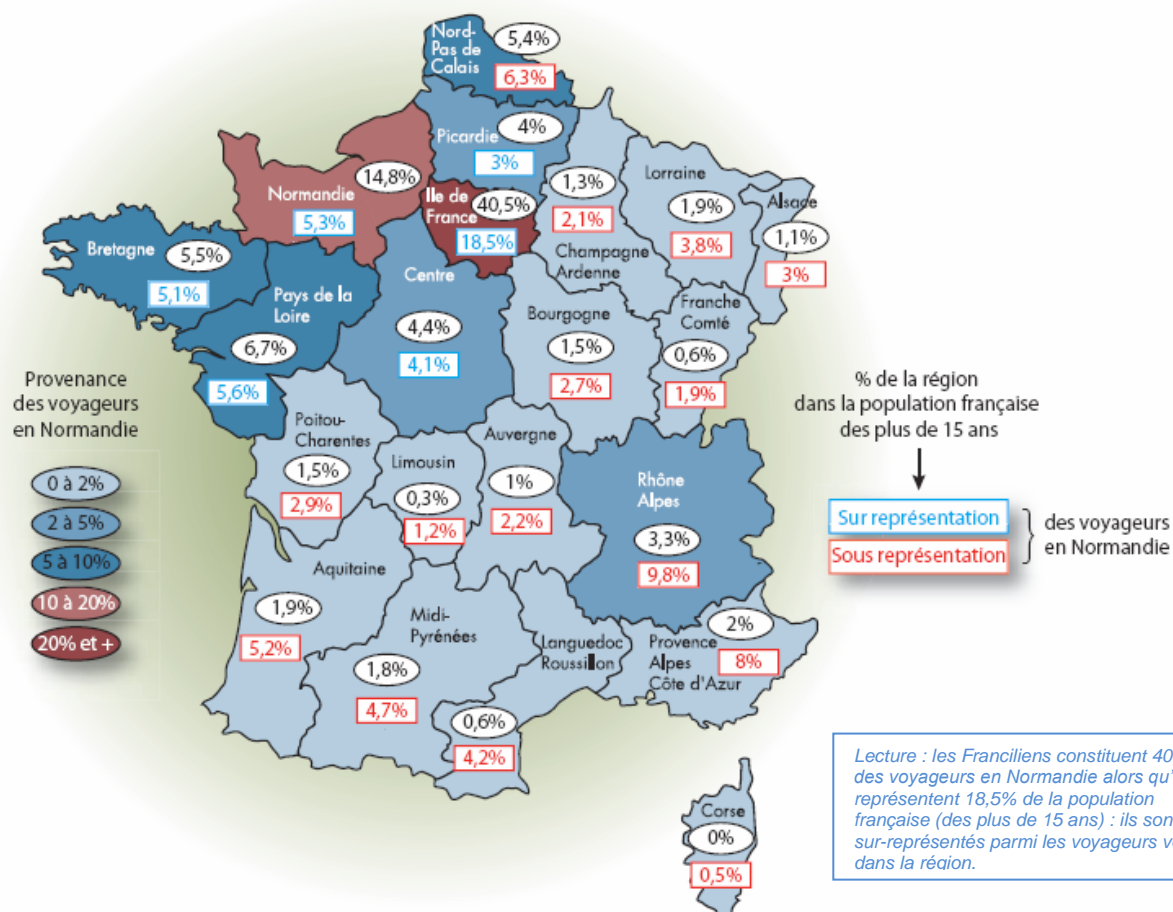 Nord-
Pas de
Calais
5,4%
6,3%
Picardie
4%
3%
Normandie
14,8%
5,3%
Ile de
France
40,5%
18,5%
1,3%
2,1%
Champagne
Ardenne
Lorraine
1,9%
3,8%
Alsace
1,1%
3%
Bretagne
5,5%
5,1%
Pays de la
Loire
6,7%
5,6%
Centre
4,4%
4,1%
Bourgogne
1,5%
2,7%
Franche
Comté
0,6%
1,9%
Poitou-
Charentes
1,5%
2,9%
Limousin
0,3%
1,2%
Auvergne
1%
2,2%
Rhône
Alpes
3,3%
9,8%
Aquitaine
1,9%
5,2%
Midi-
Pyrénées
1,8%
4,7%
Languedoc
Roussillon
0,6%
4,2%
Provence
Alpes
Côte d'Azur
2%
8%
Corse
0%
0,5%
Provenance
des voyageurs
en Normandie
0 à 2%
2 à 5%
5 à 10%
10 à 20%
20% et +
% de la région
dans la population française
des plus de 15 ans
Sur représentation
Sous représentation
des voyageurs
en Normandie
Lecture : les Franciliens constituent 40
des voyageurs en Normandie alors qu'
représentent 18,5% de la population
française (des plus de 15 ans) : ils son
sur-représentés parmi les voyageurs v
dans la région.